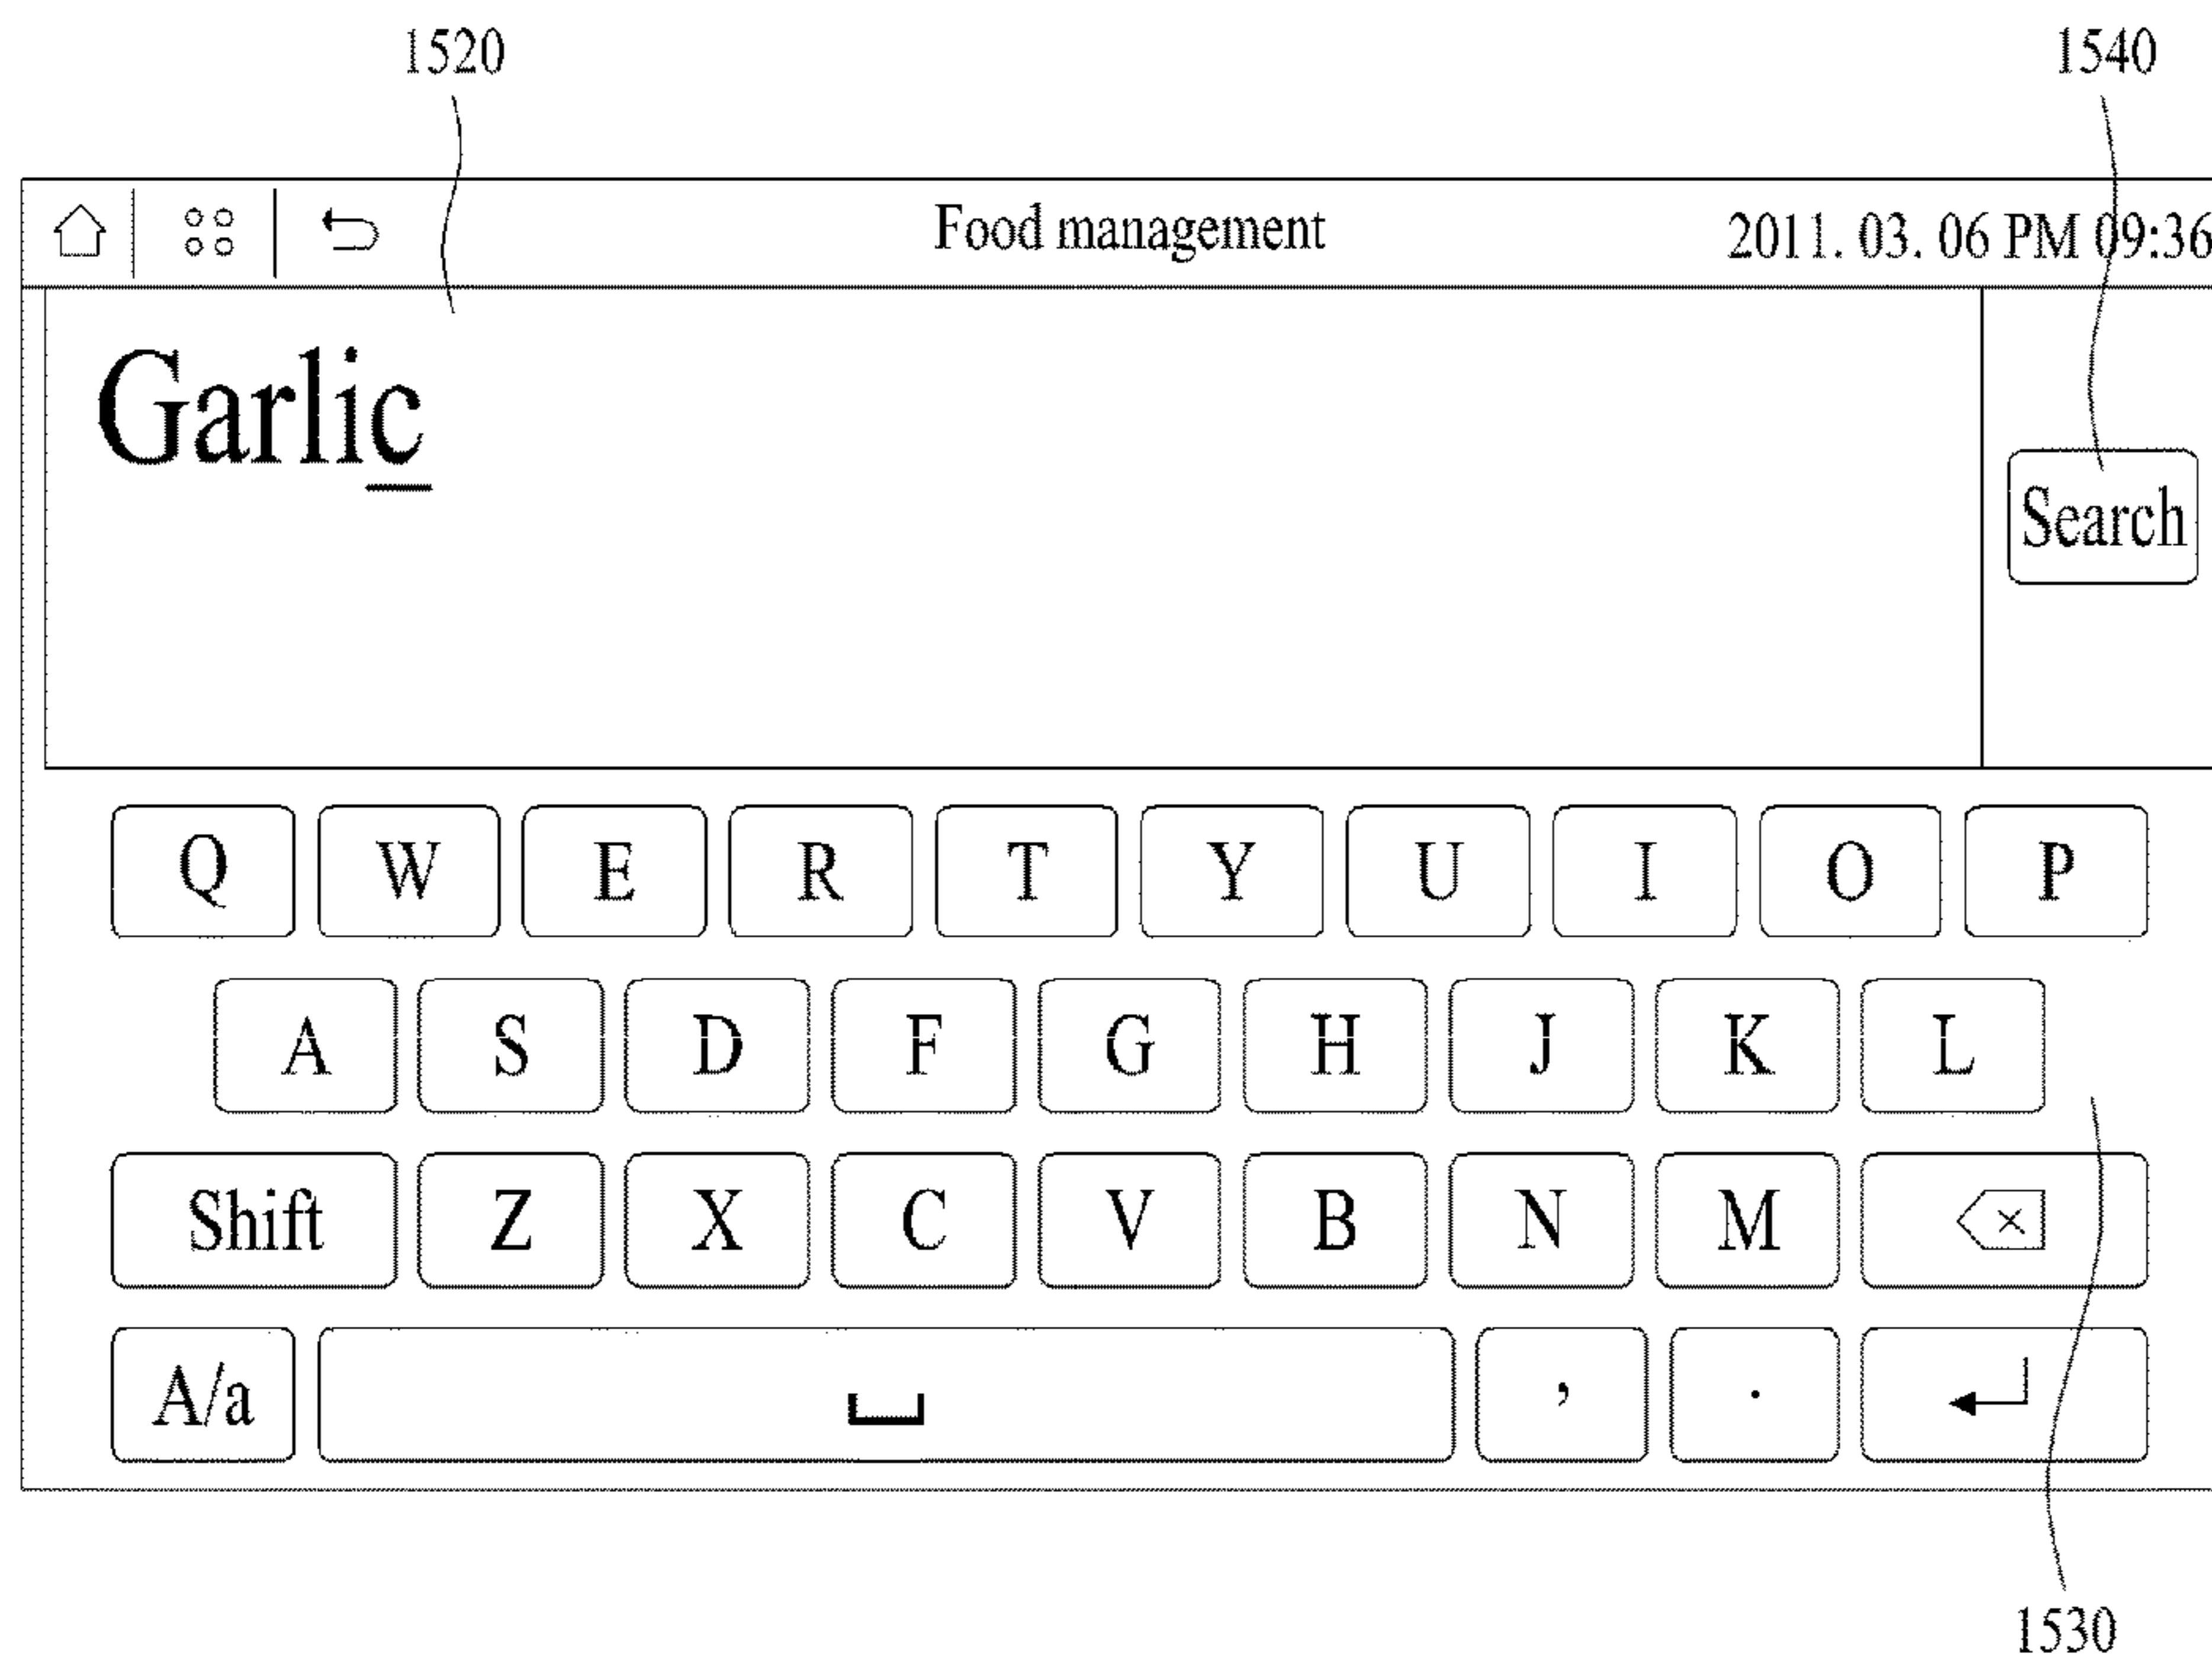 1520 1540
Food management 2011. 03. 06 PM 09:36
Garlic
Search
Q W E R T Y U I O P
A S D F G H J K L
Shift Z X C V B N M
A/a , .
1530